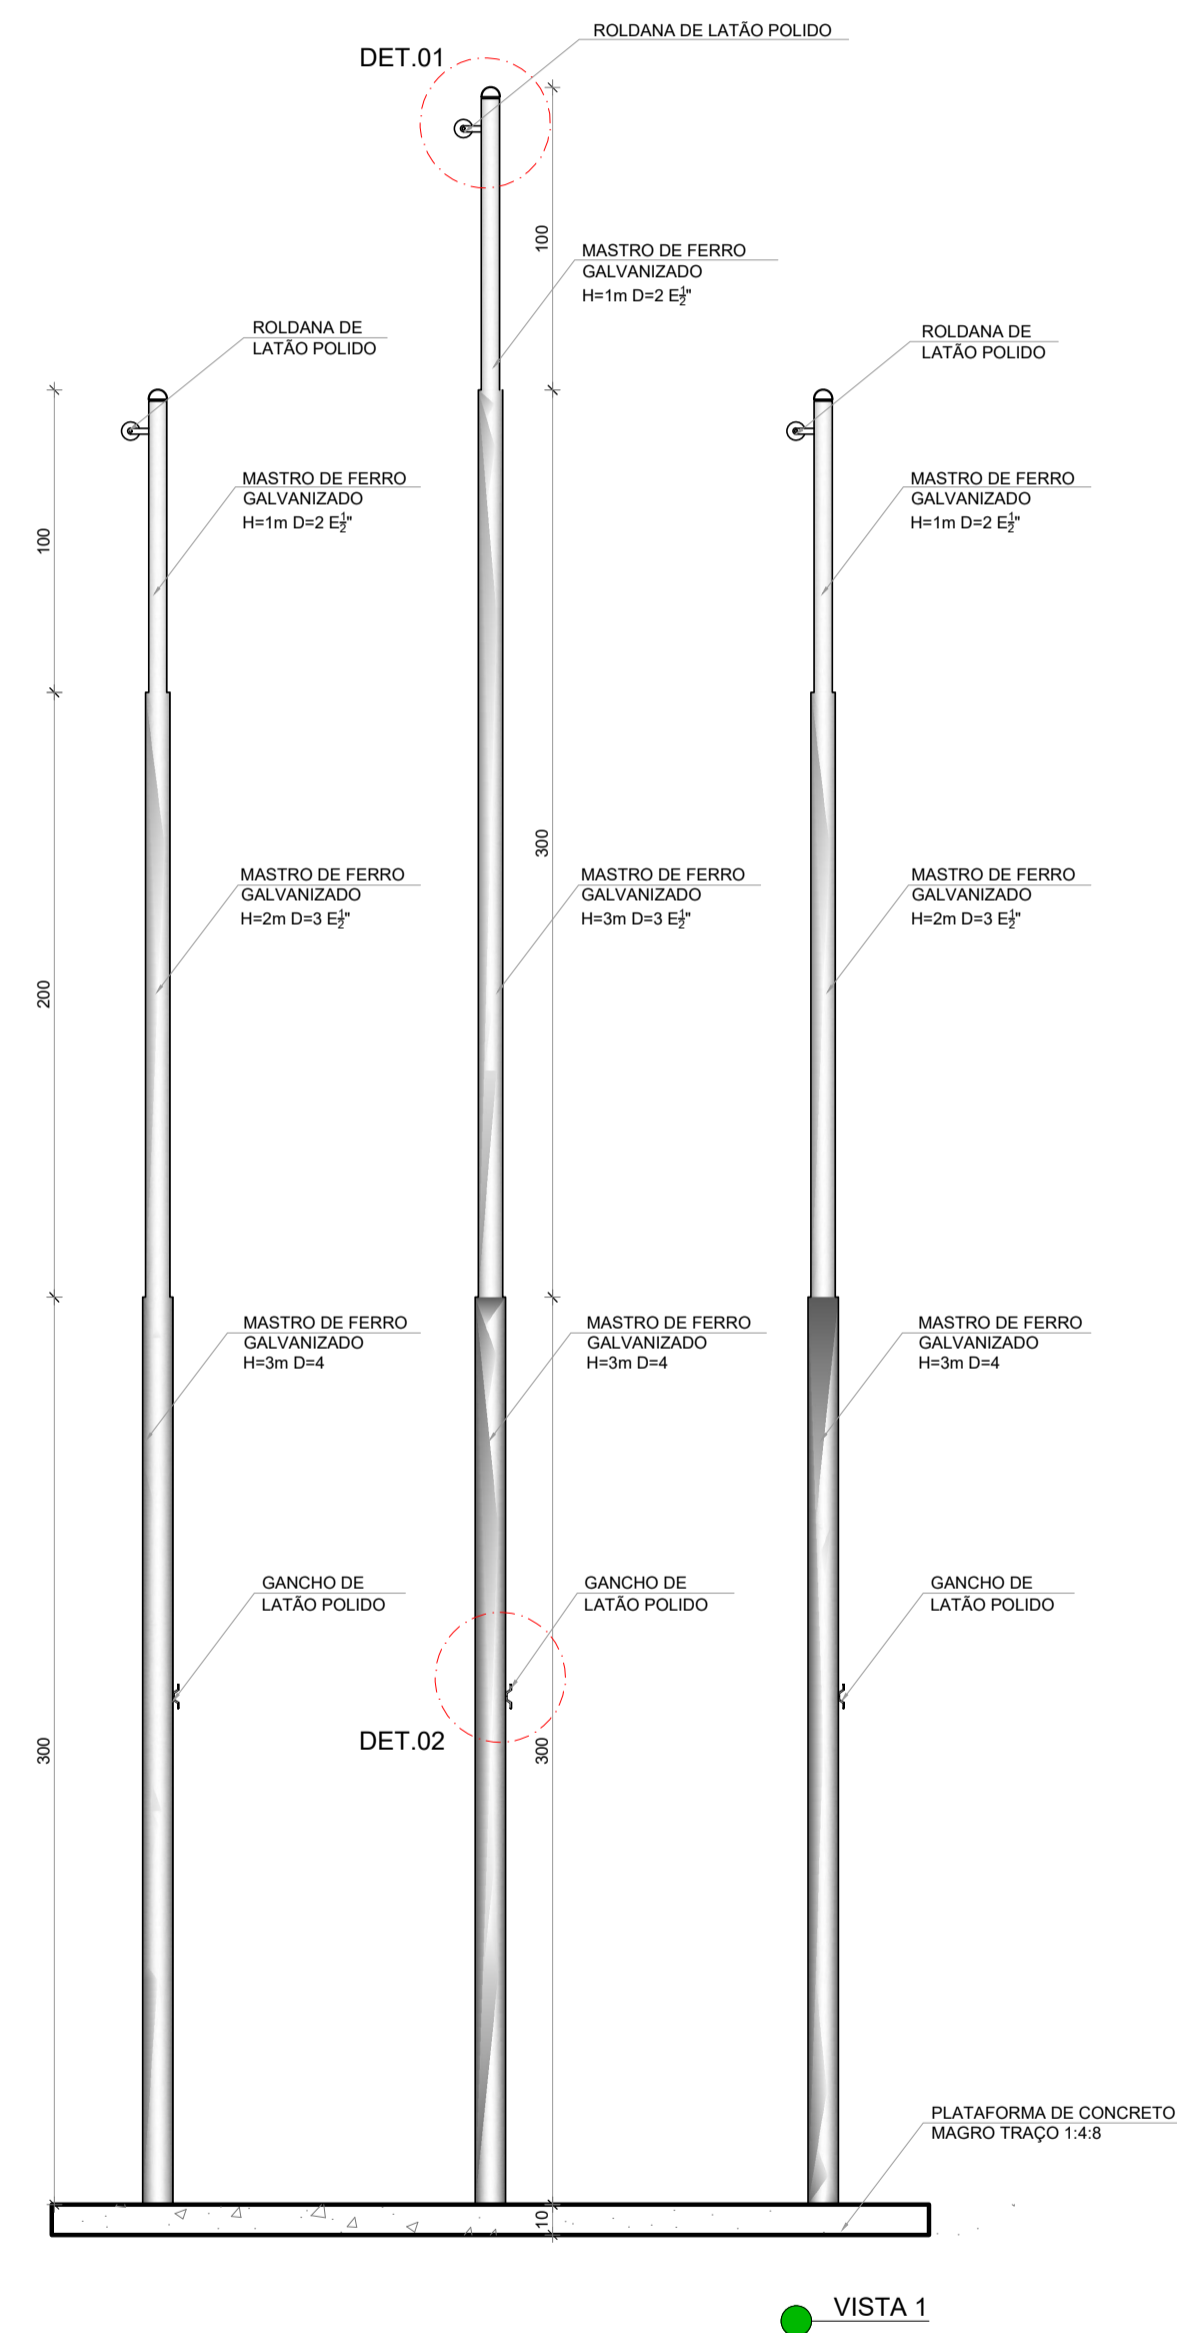 ROLDANA DE LATÃO POLIDO
DET.01
100
MASTRO DE FERRO
GALVANIZADO
H=1m D=2 E½"
ROLDANA DE
LATÃO POLIDO
ROLDANA DE
LATÃO POLIDO
MASTRO DE FERRO
GALVANIZADO
H=1m D=2 E½"
MASTRO DE FERRO
GALVANIZADO
H=1m D=2 E½"
100
300
MASTRO DE FERRO
GALVANIZADO
H=2m D=3 E½"
MASTRO DE FERRO
GALVANIZADO
H=3m D=3 E½"
MASTRO DE FERRO
GALVANIZADO
H=2m D=3 E½"
200
MASTRO DE FERRO
GALVANIZADO
H=3m D=4
MASTRO DE FERRO
GALVANIZADO
H=3m D=4
MASTRO DE FERRO
GALVANIZADO
H=3m D=4
GANCHO DE
LATÃO POLIDO
GANCHO DE
LATÃO POLIDO
GANCHO DE
LATÃO POLIDO
DET.02
300
300
PLATAFORMA DE CONCRETO
MAGRO TRAÇO 1:4:8
10
VISTA 1